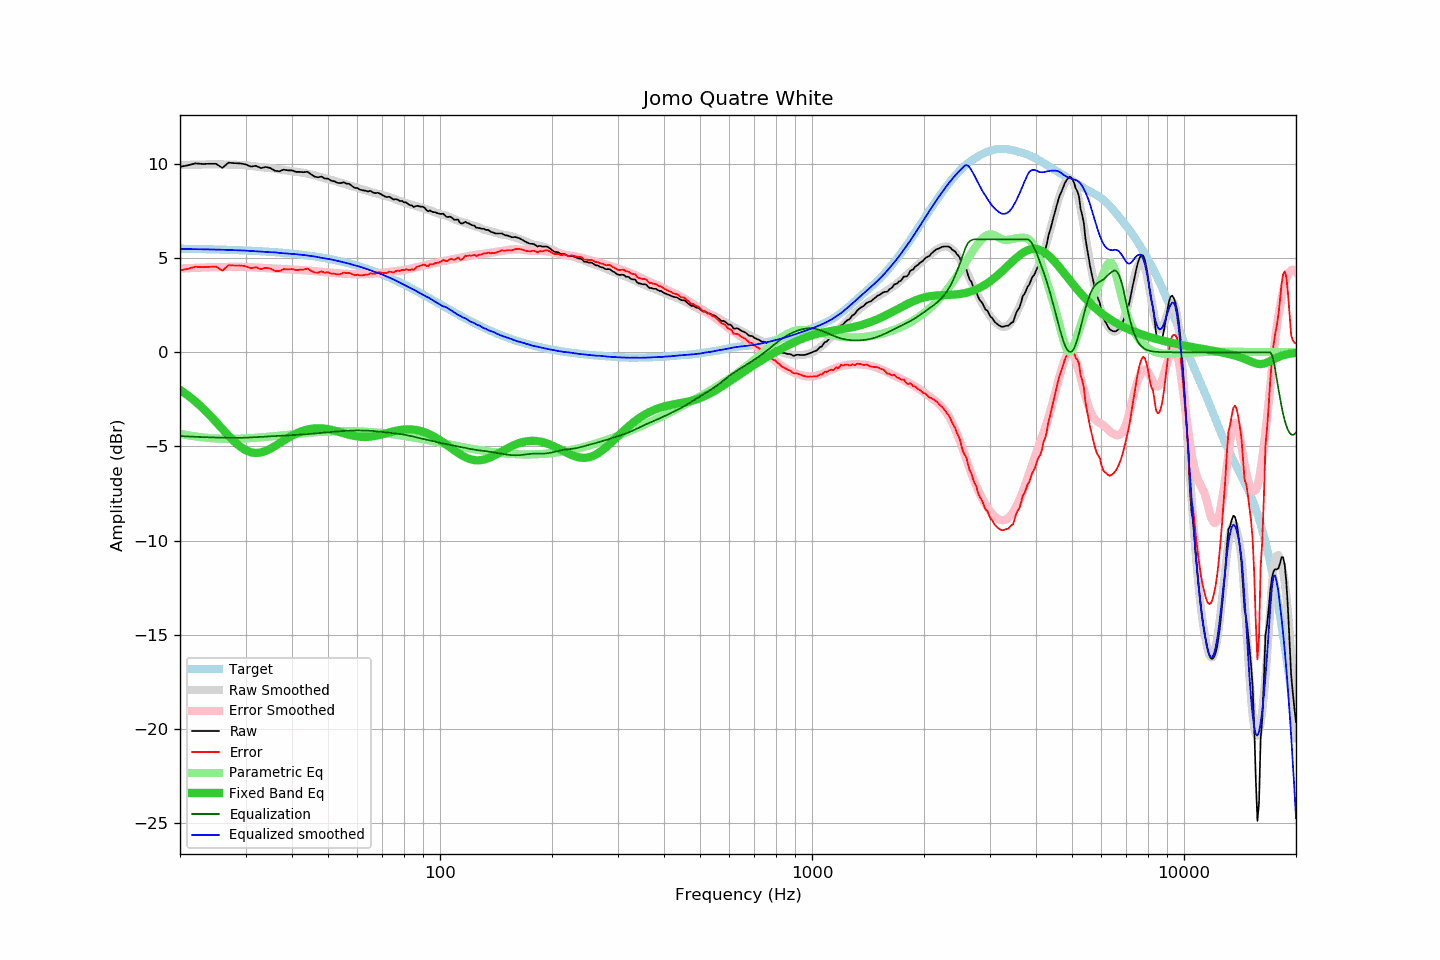 Jomo Quatre White
Amplitude (dBr)
10
5
0
−5
−10
−15
−20
−25
Target
Raw Smoothed
Error Smoothed
Raw
Error
Parametric Eq
Fixed Band Eq
Equalization
Equalized smoothed
100
1000
10000
Frequency (Hz)